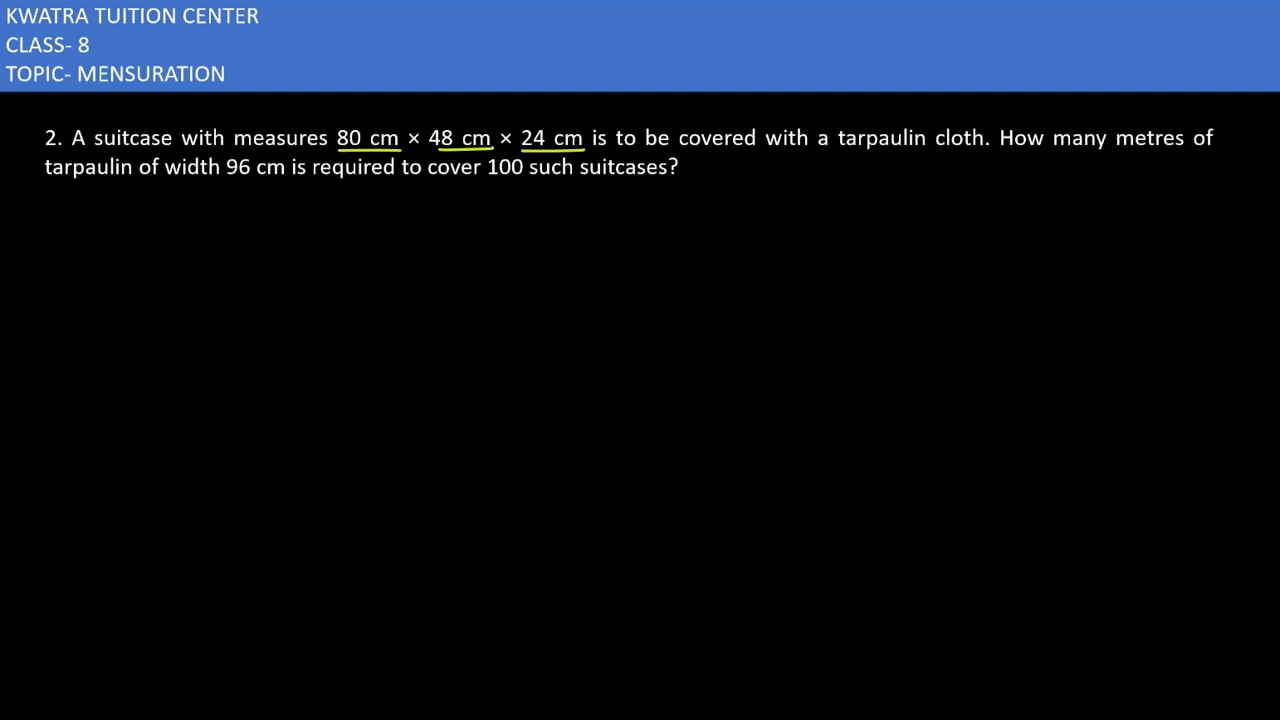 KWATRA TUITION CENTER
CLASS- 8
TOPIC- MENSURATION
2. A suitcase with measures 80 cm × 48 cm × 24 cm is to be covered with a tarpaulin cloth. How many metres of
tarpaulin of width 96 cm is required to cover 100 such suitcases?